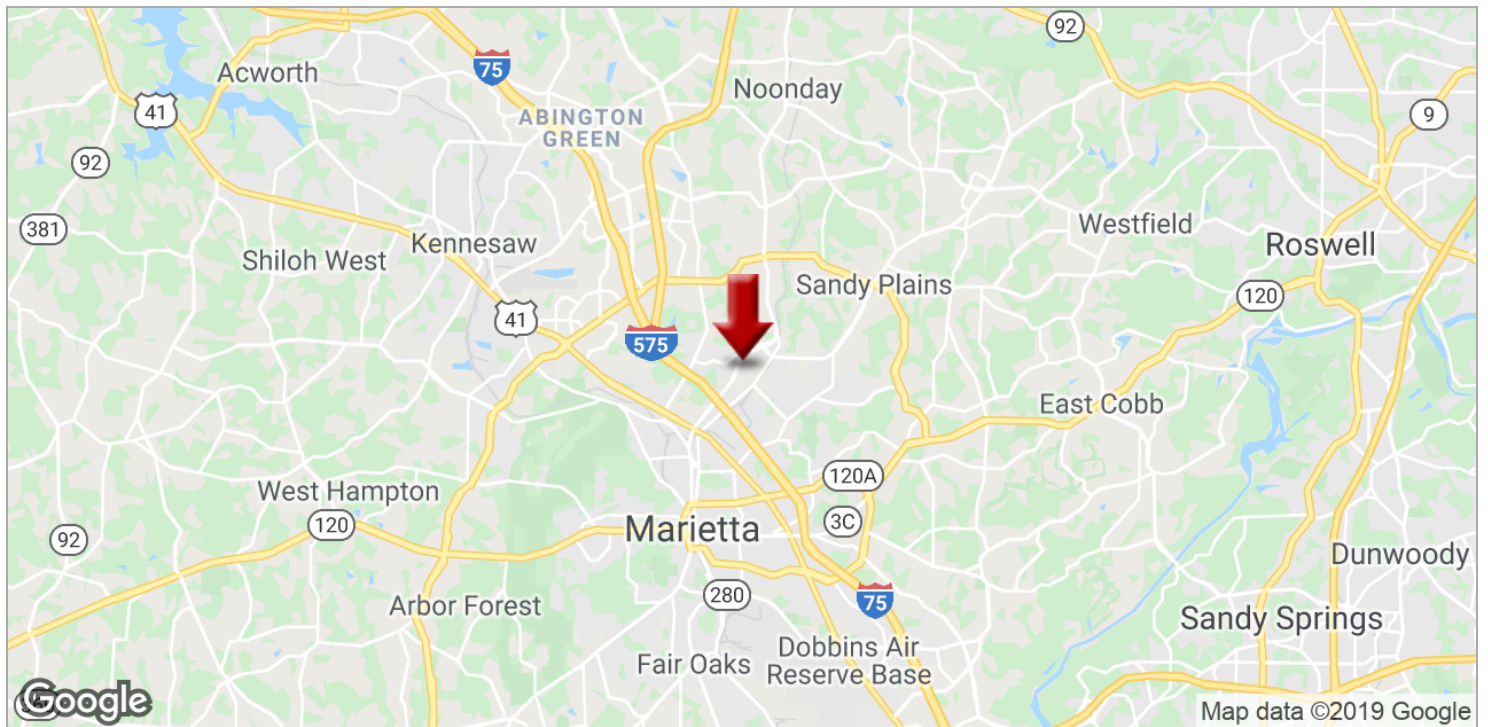 92
Acworth
75
Noonday
41
ABINGTON
GREEN
9
92
381
Westfield
Kennesaw
Roswell
Shiloh West
Sandy Plains
120
41
575
East Cobb
120A
West Hampton
120
3C
Marietta
92
Dunwoody
280
75
Arbor Forest
Sandy Springs
Dobbins Air
Reserve Base
Fair Oaks
Google
Map data ©2019 Google